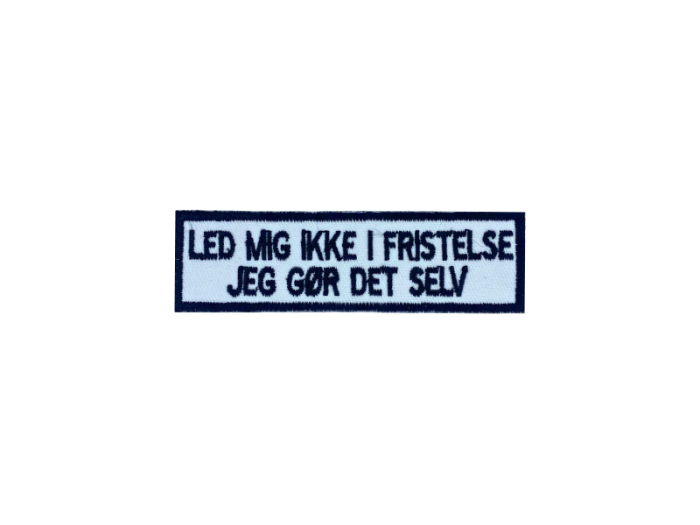 LED MIG IKKE I FRISTELSE
JEG GØR DET SELV